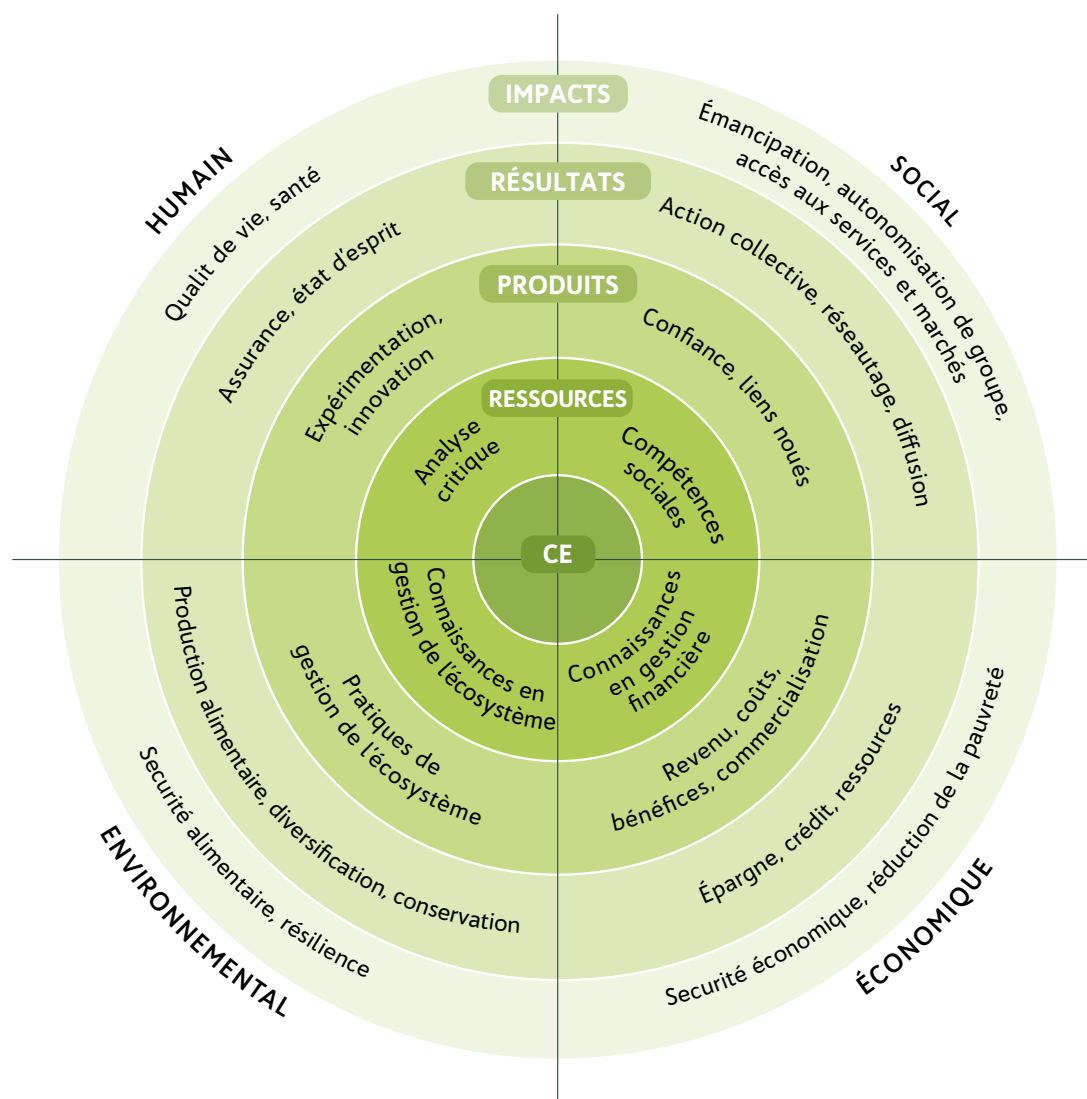 IMPACTS
RÉSULTATS
PRODUITS
RESSOURCES
CE
HUMAIN
Qualit de vie, santé
Assurance, état d'esprit
Expérimentation,
innovation
Analyse
critique
SOCIAL
Émancipation, autonomisation de groupe,
accès aux services et marchés
Action collective, réseautage, diffusion
Confiance, liens noués
Compétences
sociales
ENVIRONNEMENTAL
Securité alimentaire, résilience
Production alimentaire, diversification, conservation
Pratiques de
gestion de l'écosystème
Connaissances en
gestion de l'écosystème
ÉCONOMIQUE
Connaissances
en gestion
financière
Revenu, coûts,
bénéfices, commercialisation
Épargne, crédit, ressources
Securité économique, réduction de la pauvreté